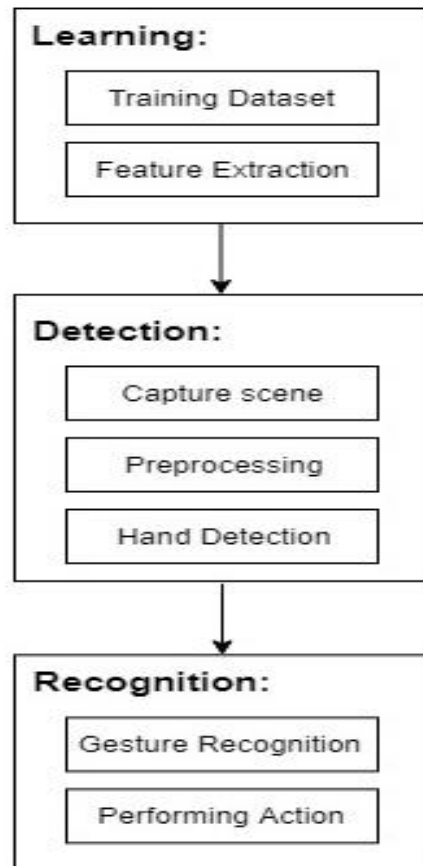 Learning:
Training Dataset
Feature Extraction
Detection:
Capture scene
Preprocessing
Hand Detection
Recognition:
Gesture Recognition
Performing Action